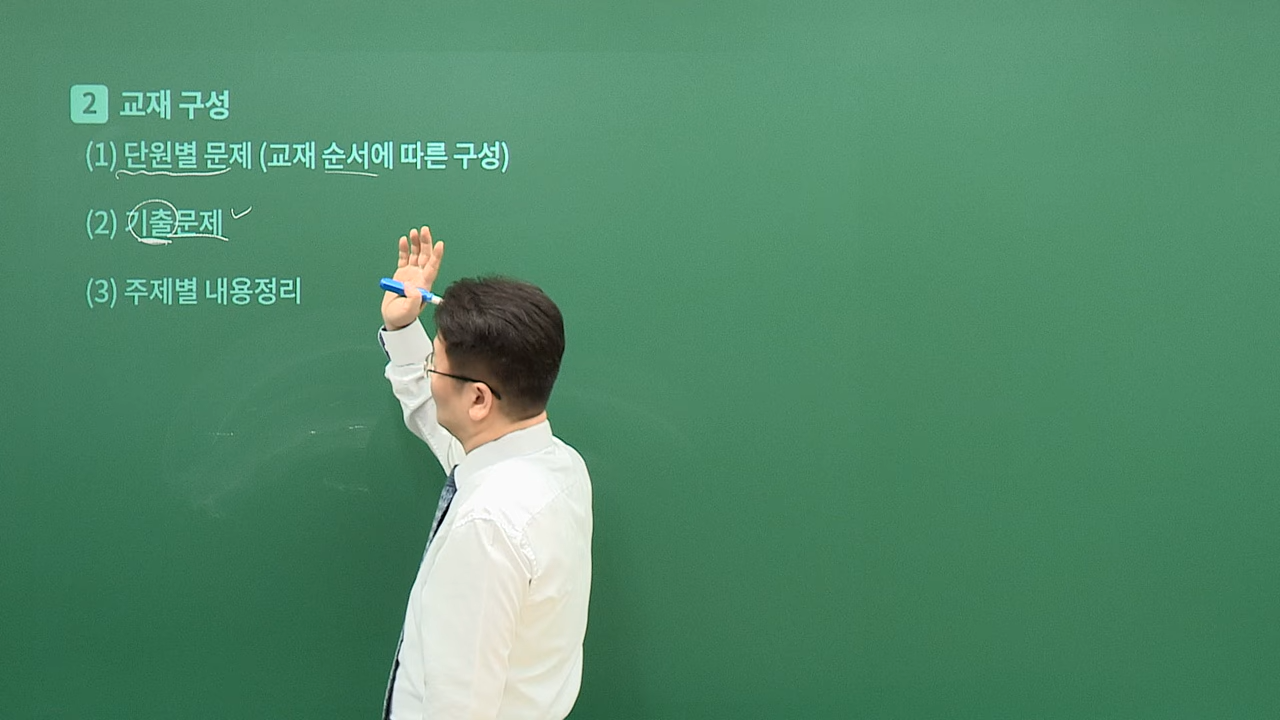 2 교재 구성
(1) 단원별 문제 (교재 순서에 따른 구성)
(2) 기출문제
(3) 주제별 내용정리